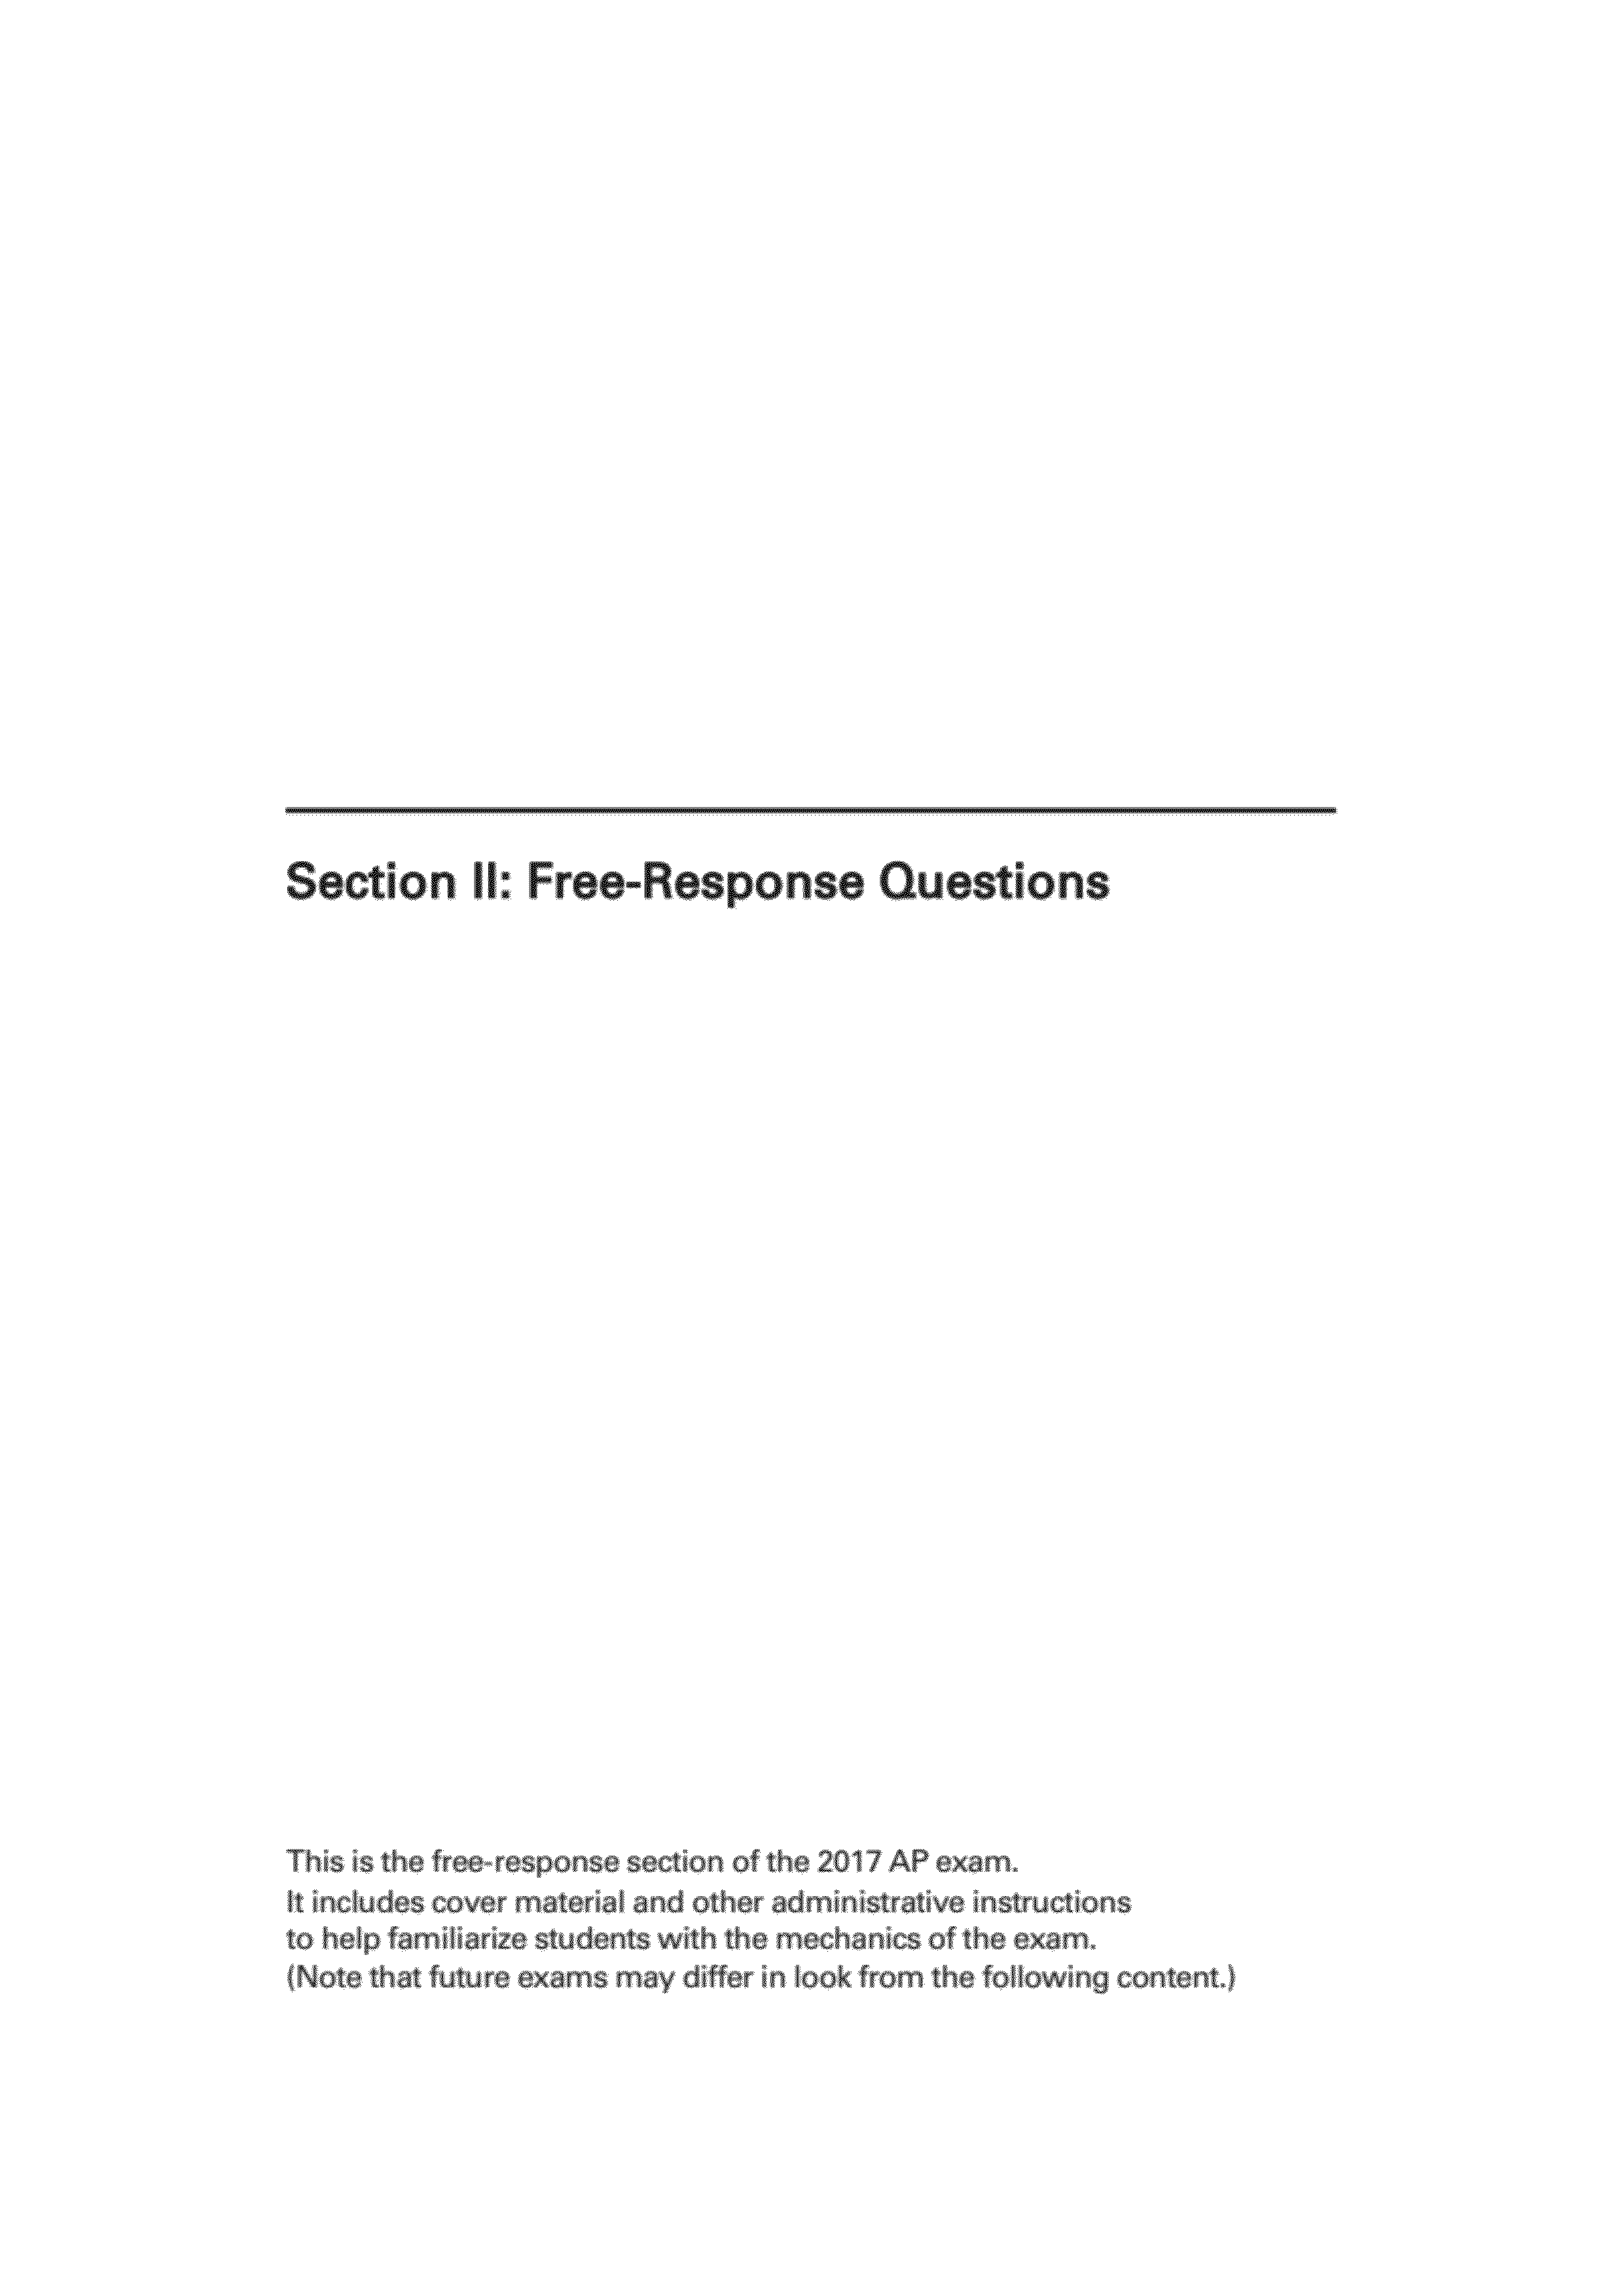 Section II: Free-Response Questions
This is the free-response section of the 2017 AP exam.
It includes cover material and other administrative instructions
to help familiarize students with the mechanics of the exam.
(Note that future exams may differ in look from the following content.)